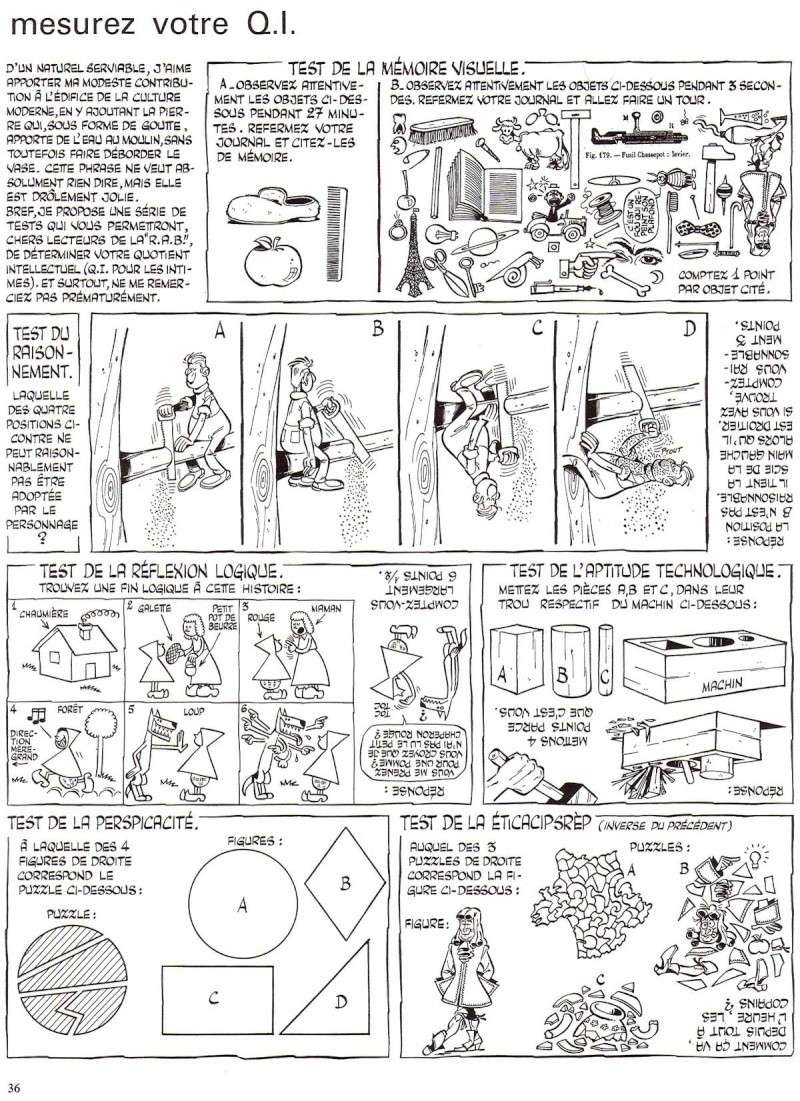 mesurez votre Q.I.
D'UN NATUREL SERVIABLE, J'AIME
APPORTER MA MODESTE CONTRIBU-
TION À L'ÉDIFICE DE LA CULTURE
MODERNE, EN Y AJOUTANT LA PIER-
RE QUI, SOUS FORME DE GOUTTE,
APPORTE DE L'EAU AU MOULIN, SANS
TOUTEFOIS FAIRE DÉBORDER LE
VASE. CETTE PHRASE NE VEUT AB-
SOLUMENT RIEN DIRE, MAIS ELLE
EST DRÔLEMENT JOLIE.
BREF, JE PROPOSE UNE SÉRIE DE
TESTS QUI VOUS PERMETTRONT,
CHERS LECTEURS DE LA "R.A.B.",
DE DÉTERMINER VOTRE QUOTIENT
INTELLECTUEL (Q.I. POUR LES INTI-
MES). ET SURTOUT, NE ME REMER-
CIEZ PAS PRÉMATURÉMENT.
TEST DE LA MÉMOIRE VISUELLE.
A_OBSERVEZ ATTENTIVE-
MENT LES OBJETS CI-DES-
SOUS PENDANT 27 MINU-
TES. REFERMEZ VOTRE
JOURNAL ET CITEZ-LES
DE MÉMOIRE.
B_OBSERVEZ ATTENTIVEMENT LES OBJETS CI-DESSOUS PENDANT 3 SECON-
DES. REFERMEZ VOTRE JOURNAL ET ALLEZ FAIRE UN TOUR.
Fig. 179. — Fusil Chassepot : levier.
C'EST UN
FOU QUI RE-
PEINT SON
PLAFOND
COMPTEZ 1 POINT
PAR OBJET CITÉ.
TEST DU
RAISON-
NEMENT.
LAQUELLE
DES QUATRE
POSITIONS CI-
CONTRE NE
PEUT RAISON-
NABLEMENT
PAS ÊTRE
ADOPTÉE
PAR LE
PERSONNAGE
?
A
B
C
D
PROUT
RÉPONSE :
LA POSITION
B N'EST PAS
RAISONNABLE.
IL TIENT LA
SCIE DE LA
MAIN GAUCHE
ALORS QU'IL
EST DROITIER.
SI VOUS AVEZ
TROUVÉ,
COMPTEZ-
VOUS RAI-
SONNABLE-
MENT 3
POINTS.
TEST DE LA RÉFLEXION LOGIQUE.
TROUVEZ UNE FIN LOGIQUE À CETTE HISTOIRE :
1
CHAUMIÈRE
2
GALETTE
PETIT
POT DE
BEURRE
3
ROUGE
MAMAN
4
FORÊT
DIREC-
TION
MÈRE-
GRAND
5
LOUP
6
RÉPONSE :
VOUS ME PRENEZ
POUR UNE POMME ?
VOUS CROYEZ QUE JE
N'AI PAS LU LE PETIT
CHAPERON ROUGE ?
TOC
TOC
?
COMPTEZ-VOUS
LARGEMENT
6 POINTS 1/2.
TEST DE L'APTITUDE TECHNOLOGIQUE.
METTEZ LES PIÈCES A, B ET C, DANS LEUR
TROU RESPECTIF DU MACHIN CI-DESSOUS :
A
B
C
MACHIN
RÉPONSE :
METTONS 4
POINTS PARCE
QUE C'EST VOUS.
TEST DE LA PERSPICACITÉ.
À LAQUELLE DES 4
FIGURES DE DROITE
CORRESPOND LE
PUZZLE CI-DESSOUS :
PUZZLE :
FIGURES :
A
B
C
D
TEST DE LA ÉTICACIPSRÈP (INVERSE DU PRÉCÉDENT)
AUQUEL DES 3
PUZZLES DE DROITE
CORRESPOND LA FI-
GURE CI-DESSOUS :
FIGURE :
PUZZLES :
A
B
C
COMMENT ÇA VA,
DEPUIS TOUT À
L'HEURE, LES
COPAINS ?
36